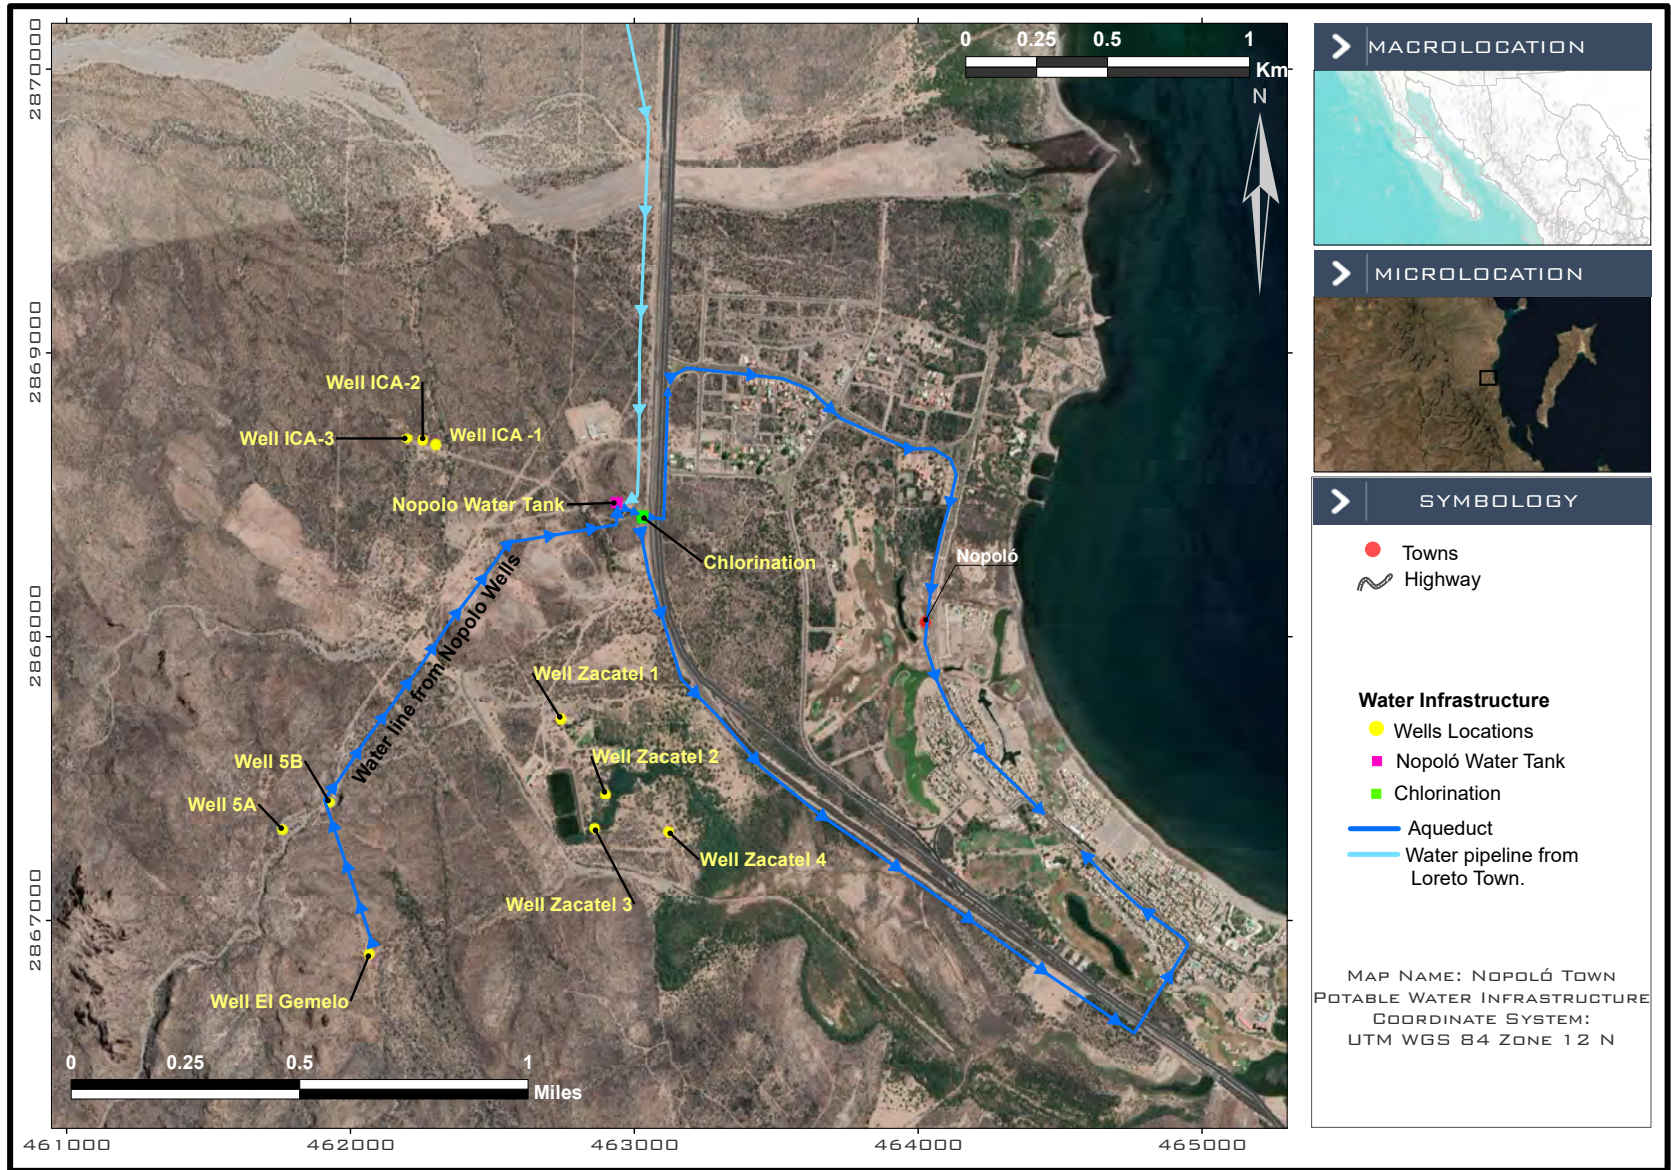 0 0.25 0.5 1
Km
N
2870000
2869000
2868000
2867000
Well ICA-2
Well ICA-3
Well ICA -1
Nopolo Water Tank
Chlorination
Nopoló
Water line from Nopolo Wells
Well Zacatel 1
Well Zacatel 2
Well 5B
Well 5A
Well Zacatel 4
Well Zacatel 3
Well El Gemelo
0 0.25 0.5 1
Miles
461000 462000 463000 464000 465000
MACROLOCATION
MICROLOCATION
SYMBOLOGY
Towns
Highway
Water Infrastructure
Wells Locations
Nopoló Water Tank
Chlorination
Aqueduct
Water pipeline from
Loreto Town.
Map Name: Nopoló Town
Potable Water Infrastructure
Coordinate System:
UTM WGS 84 Zone 12 N